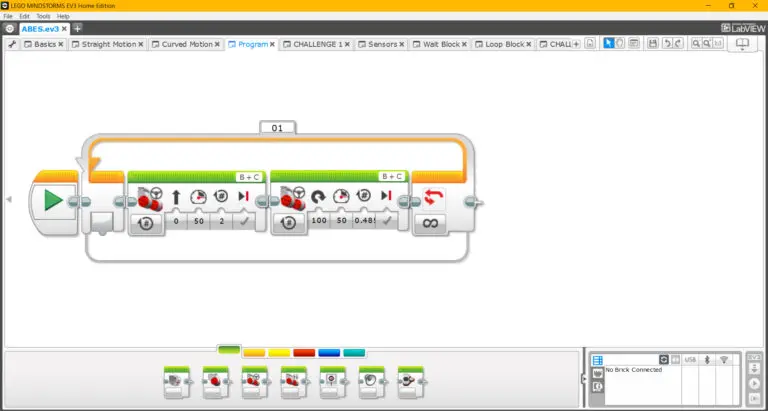 LEGO MINDSTORMS EV3 Home Edition
File Edit Tools Help
ABES.ev3
LabVIEW
Basics Straight Motion Curved Motion Program CHALLENGE 1 Sensors Wait Block Loop Block CHALL
01
B + C B + C
0 50 2 100 50 0.48
USB
No Brick Connected
EV3